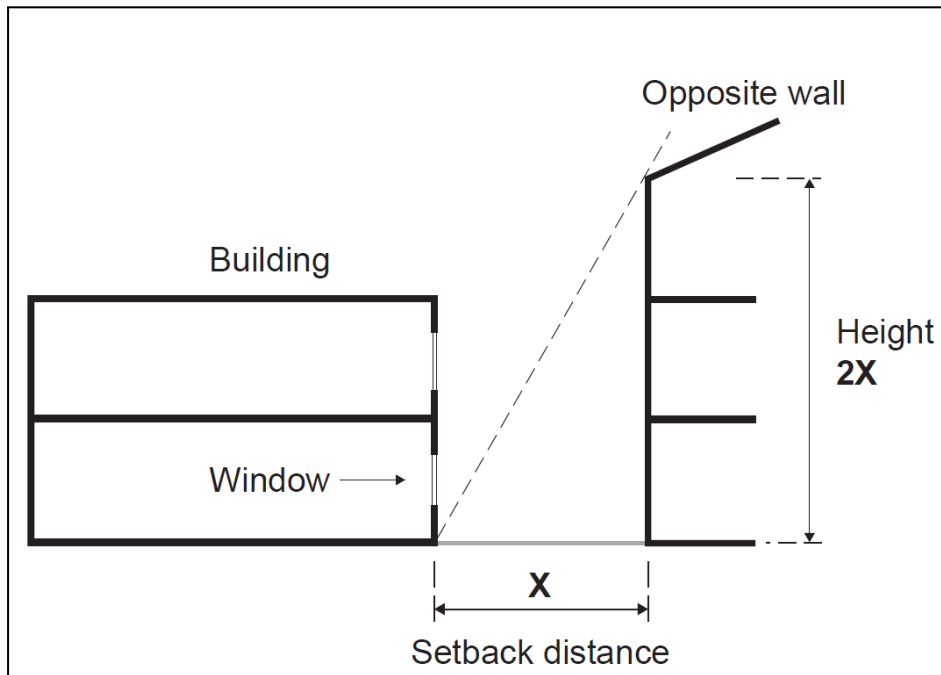 Opposite wall
Building
Height
2X
Window
X
Setback distance